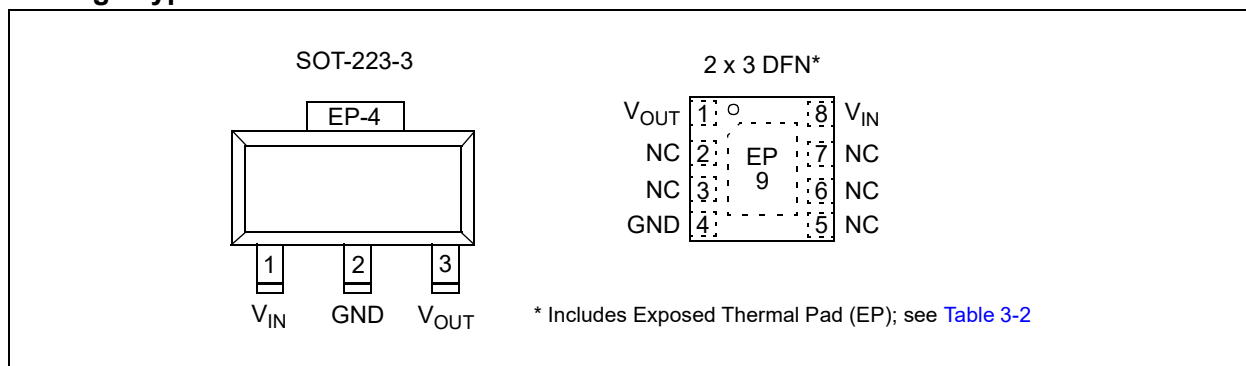 SOT-223-3
EP-4
1 2 3
VIN GND VOUT
2 x 3 DFN*
VOUT 1 8 VIN
NC 2 EP 7 NC
NC 3 9 6 NC
GND 4 5 NC
* Includes Exposed Thermal Pad (EP); see Table 3-2